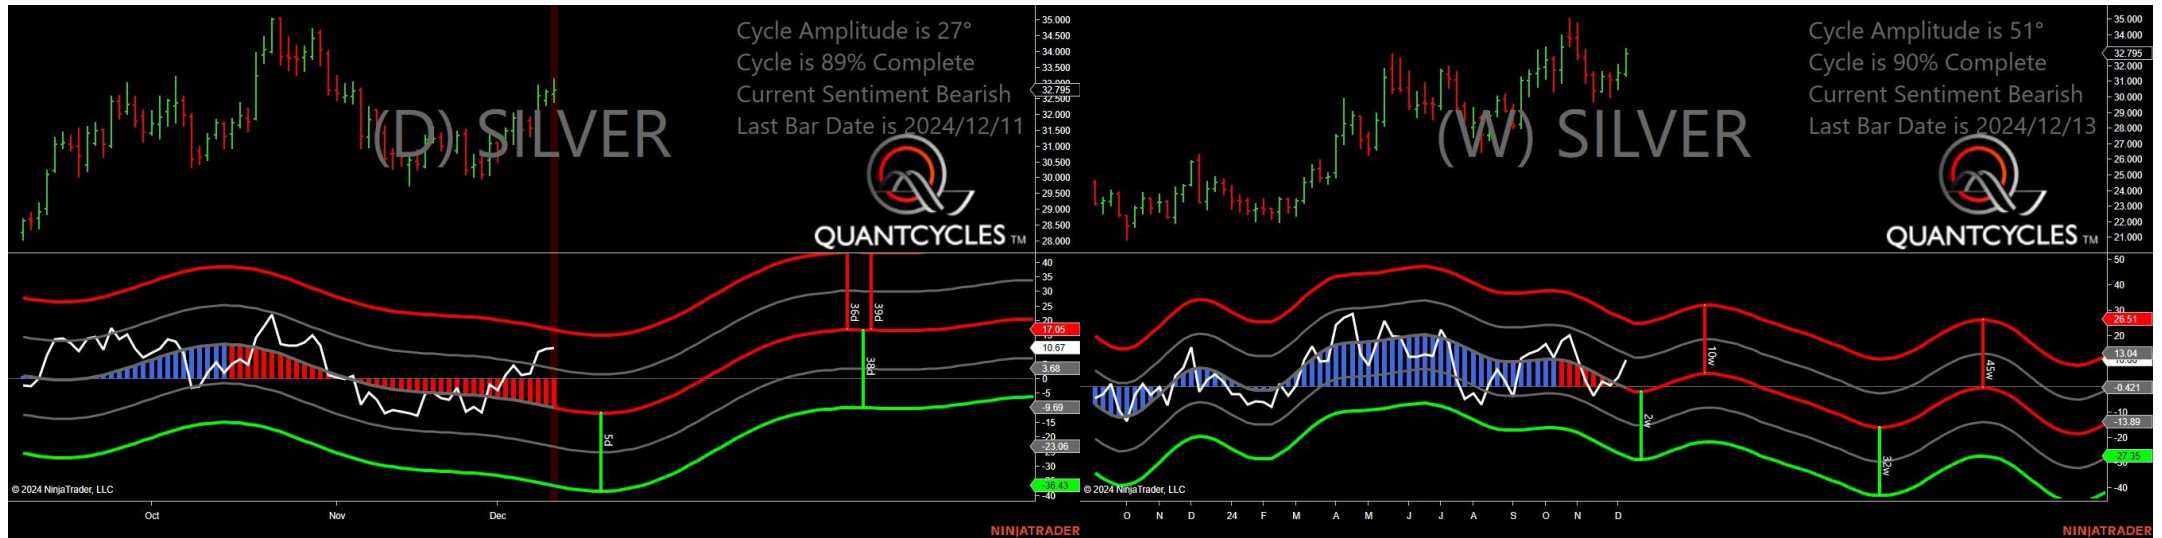 Cycle Amplitude is 27°
Cycle is 89% Complete
Current Sentiment Bearish
Last Bar Date is 2024/12/11
(D) SILVER
QUANTCYCLES TM
35.000
34.000
33.500
32.795
32.500
31.500
31.000
30.500
30.000
29.500
29.000
28.500
28.000
40
35
30
25
20
17.05
10.67
3.68
0
-5
-9.69
-15
-20
-23.06
-30
-36.43
-40
36d
39d
38d
5d
© 2024 NinjaTrader, LLC
Oct
Nov
Dec
NINJATRADER
Cycle Amplitude is 51°
Cycle is 90% Complete
Current Sentiment Bearish
Last Bar Date is 2024/12/13
(W) SILVER
QUANTCYCLES TM
35.000
34.000
32.795
32.000
31.000
30.000
29.000
28.000
27.000
26.000
25.000
24.000
23.000
22.000
21.000
50
40
26.51
20
13.04
-0.421
-10
-13.89
-20
-27.35
-40
10w
45w
2w
32w
© 2024 NinjaTrader, LLC
O N D 24 F M A M J J A S O N D
NINJATRADER